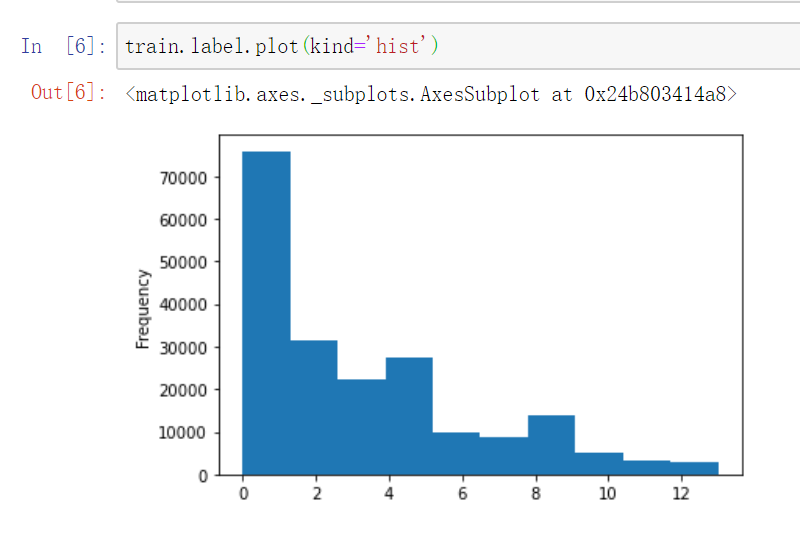 In [6]: train.label.plot(kind='hist')
Out[6]: <matplotlib.axes._subplots.AxesSubplot at 0x24b803414a8>
70000
60000
50000
40000
30000
20000
10000
0
Frequency
0 2 4 6 8 10 12